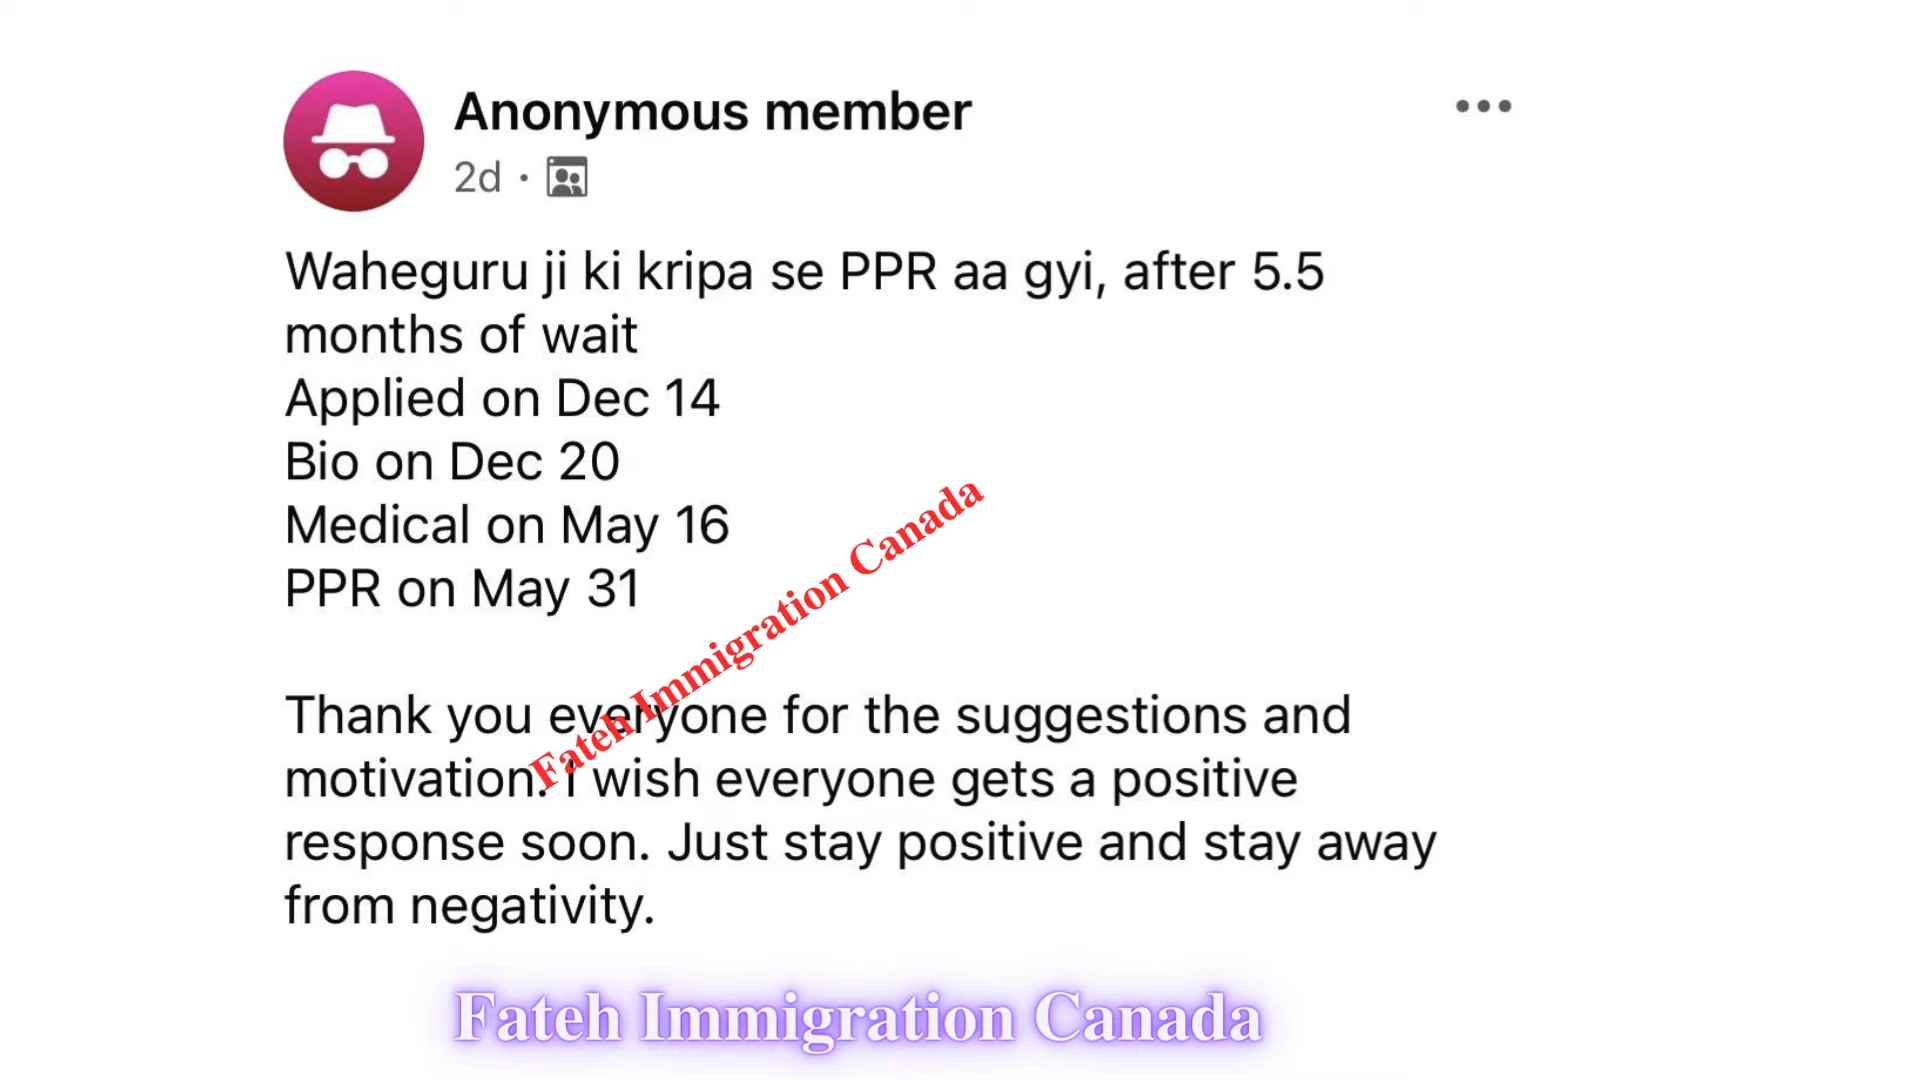 Anonymous member
2d ·
Waheguru ji ki kripa se PPR aa gyi, after 5.5
months of wait
Applied on Dec 14
Bio on Dec 20
Medical on May 16
PPR on May 31
Fateh Immigration Canada
Thank you everyone for the suggestions and
motivation. I wish everyone gets a positive
response soon. Just stay positive and stay away
from negativity.
Fateh Immigration Canada